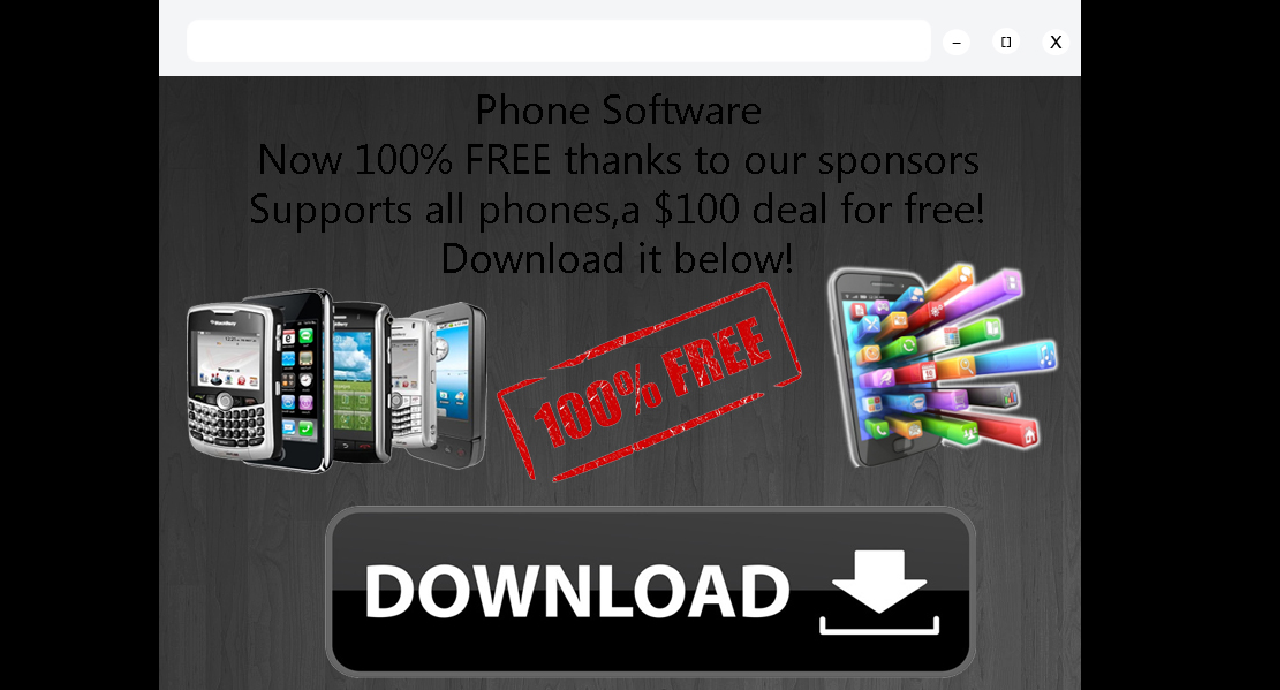 – [] X
Phone Software
Now 100% FREE thanks to our sponsors
Supports all phones,a $100 deal for free!
Download it below!
BlackBerry
100% FREE
DOWNLOAD